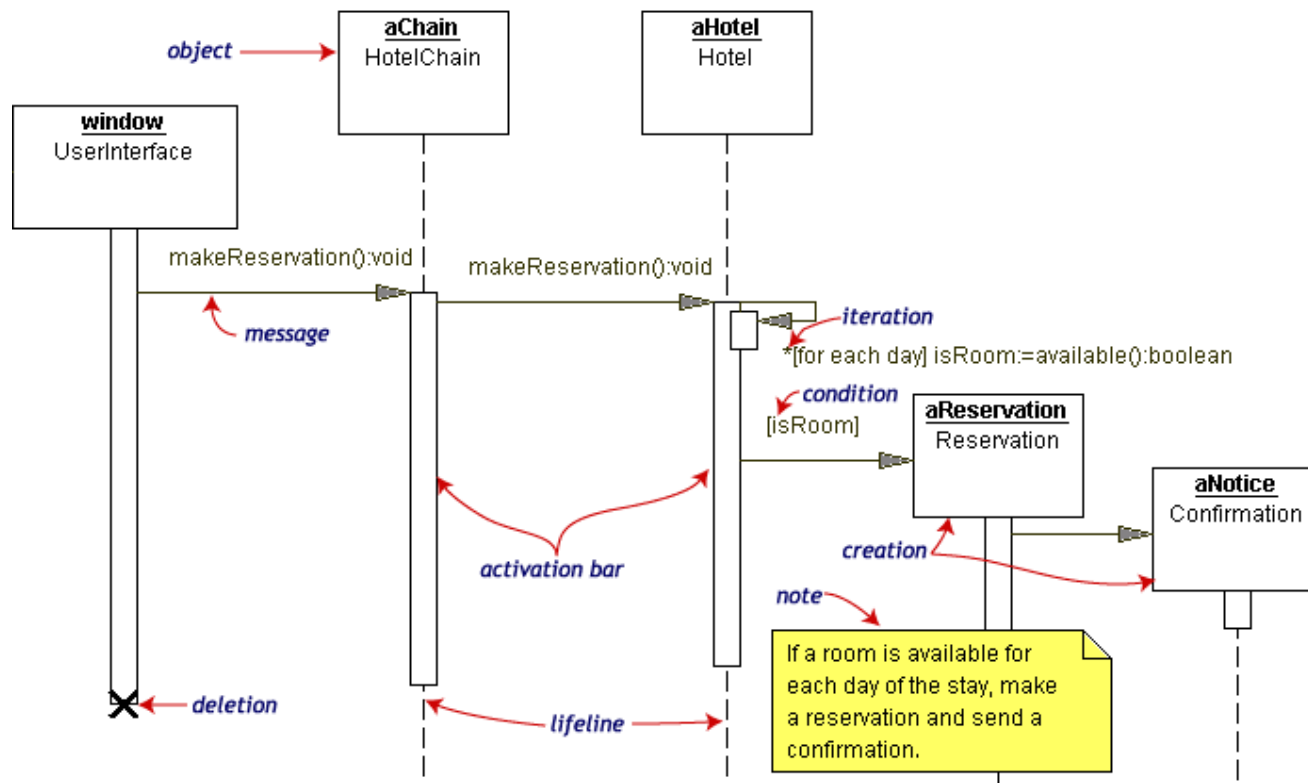 object
aChain
HotelChain
aHotel
Hotel
window
UserInterface
makeReservation():void
makeReservation():void
message
iteration
*[for each day] isRoom:=available():boolean
condition
[isRoom]
aReservation
Reservation
aNotice
Confirmation
activation bar
creation
note
If a room is available for
each day of the stay, make
a reservation and send a
confirmation.
deletion
lifeline